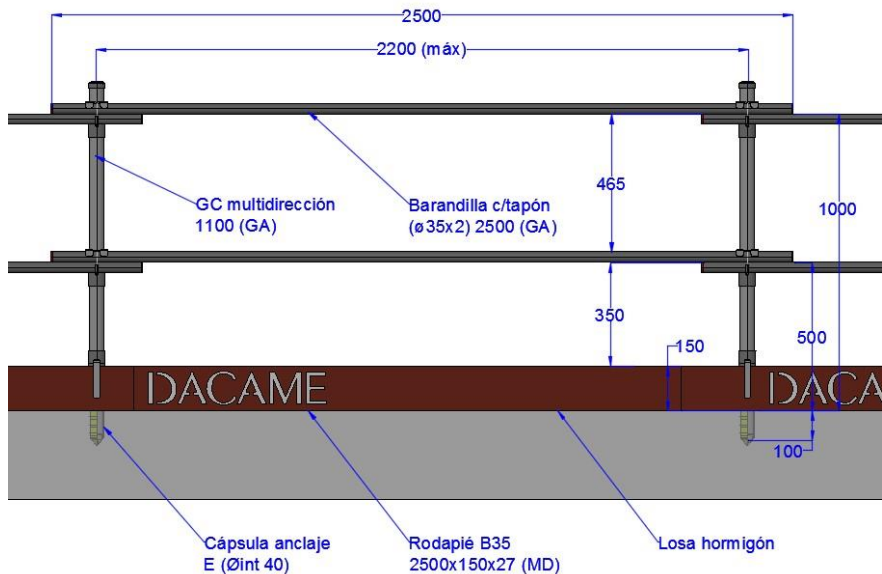 2500
2200 (máx)
GC multidirección
1100 (GA)
Barandilla c/tapón
(ø35x2) 2500 (GA)
465
1000
350
500
150
DACAME
DACA
100
Cápsula anclaje
E (Øint 40)
Rodapié B35
2500x150x27 (MD)
Losa hormigón